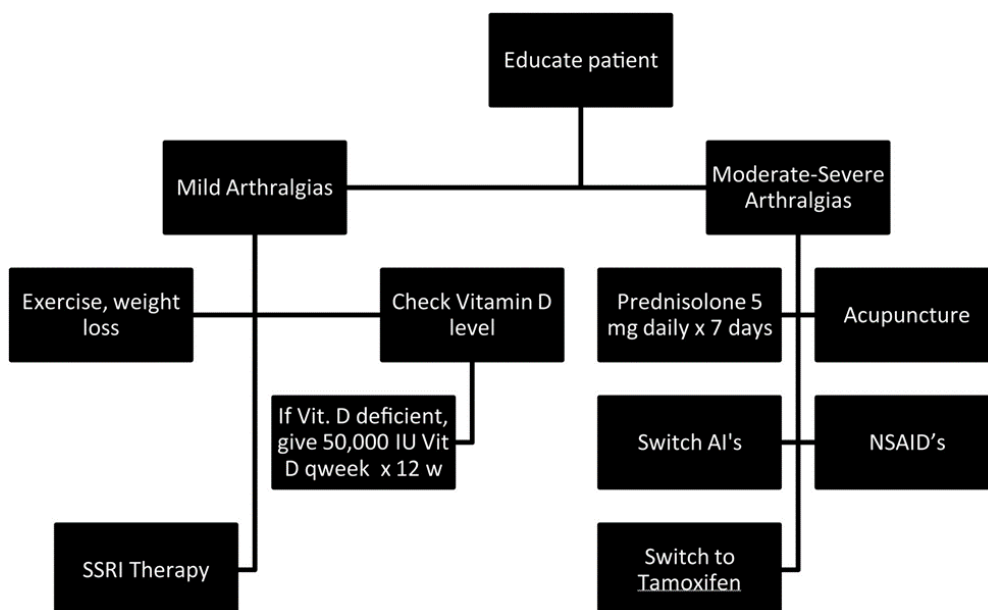 Educate patient
Mild Arthralgias
Moderate-Severe
Arthralgias
Exercise, weight
loss
Check Vitamin D
level
Prednisolone 5
mg daily x 7 days
Acupuncture
If Vit. D deficient,
give 50,000 IU Vit
D qweek  x 12 w
Switch AI's
NSAID’s
SSRI Therapy
Switch to
Tamoxifen